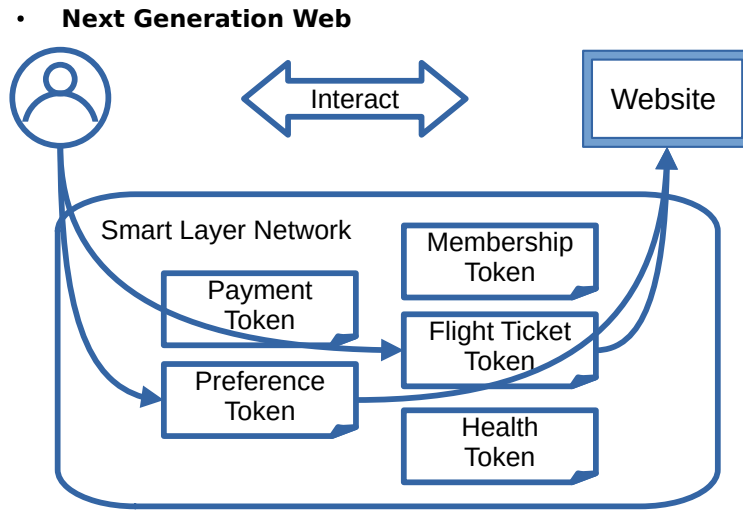 • Next Generation Web
Interact
Website
Smart Layer Network
Membership
Token
Payment
Token
Flight Ticket
Token
Preference
Token
Health
Token